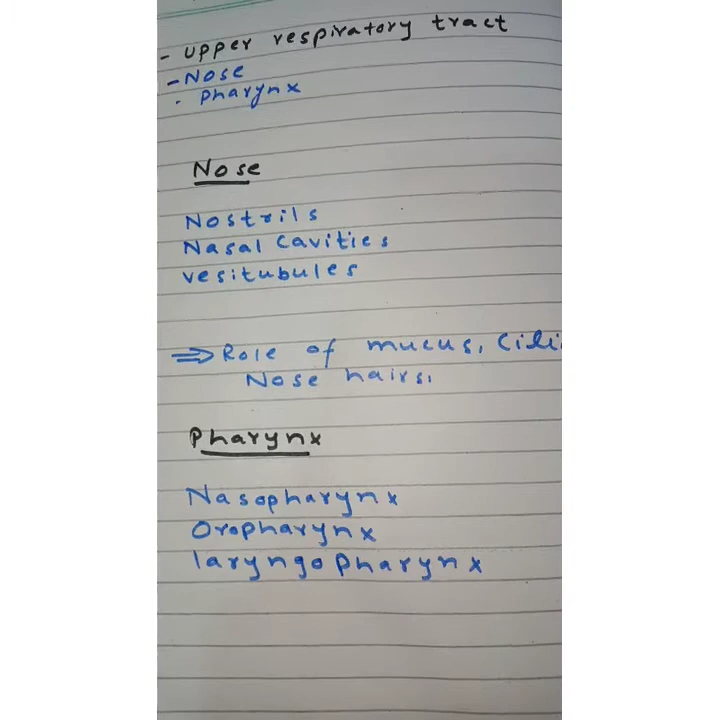 - Upper respiratory tract
- Nose
. Pharynx
Nose
Nostrils
Nasal Cavities
vesitubules
⇒ Role of mucus, Cili
Nose hairs,
Pharynx
Nasopharynx
Oropharynx
laryngopharynx